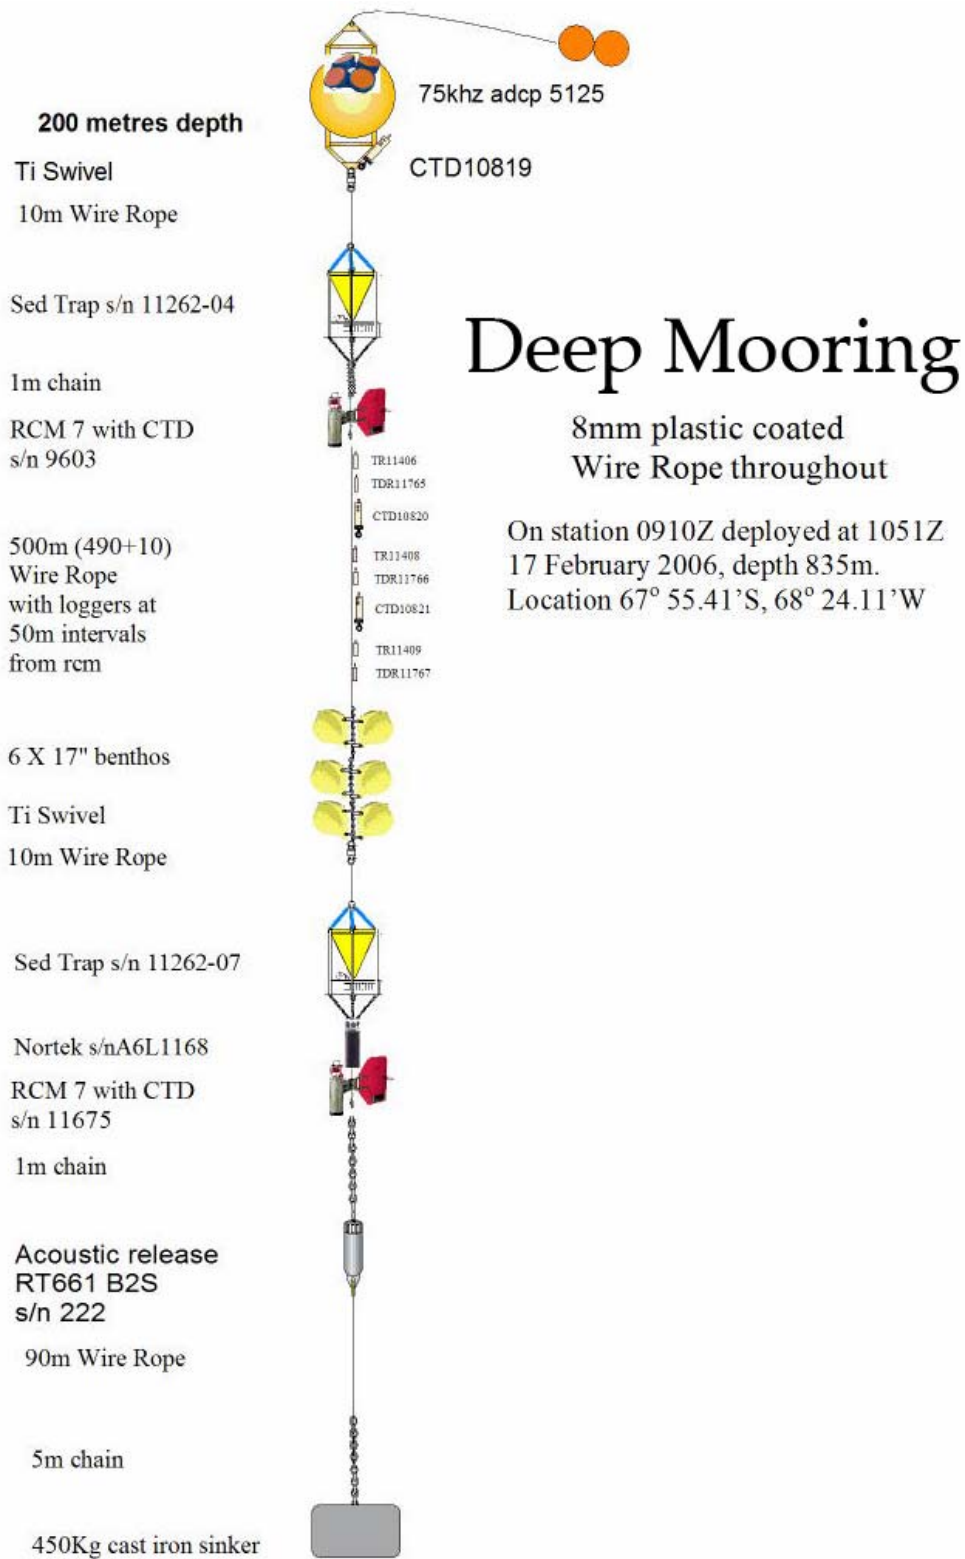 75khz adcp 5125
200 metres depth
CTD10819
Ti Swivel
10m Wire Rope
Sed Trap s/n 11262-04
Deep Mooring
1m chain
RCM 7 with CTD
s/n 9603
8mm plastic coated
Wire Rope throughout
TR11406
TDR11765
CTD10820
TR11408
TDR11766
CTD10821
TR11409
TDR11767
On station 0910Z deployed at 1051Z
17 February 2006, depth 835m.
Location 67° 55.41'S, 68° 24.11'W
500m (490+10)
Wire Rope
with loggers at
50m intervals
from rcm
6 X 17" benthos
Ti Swivel
10m Wire Rope
Sed Trap s/n 11262-07
Nortek s/nA6L1168
RCM 7 with CTD
s/n 11675
1m chain
Acoustic release
RT661 B2S
s/n 222
90m Wire Rope
5m chain
450Kg cast iron sinker